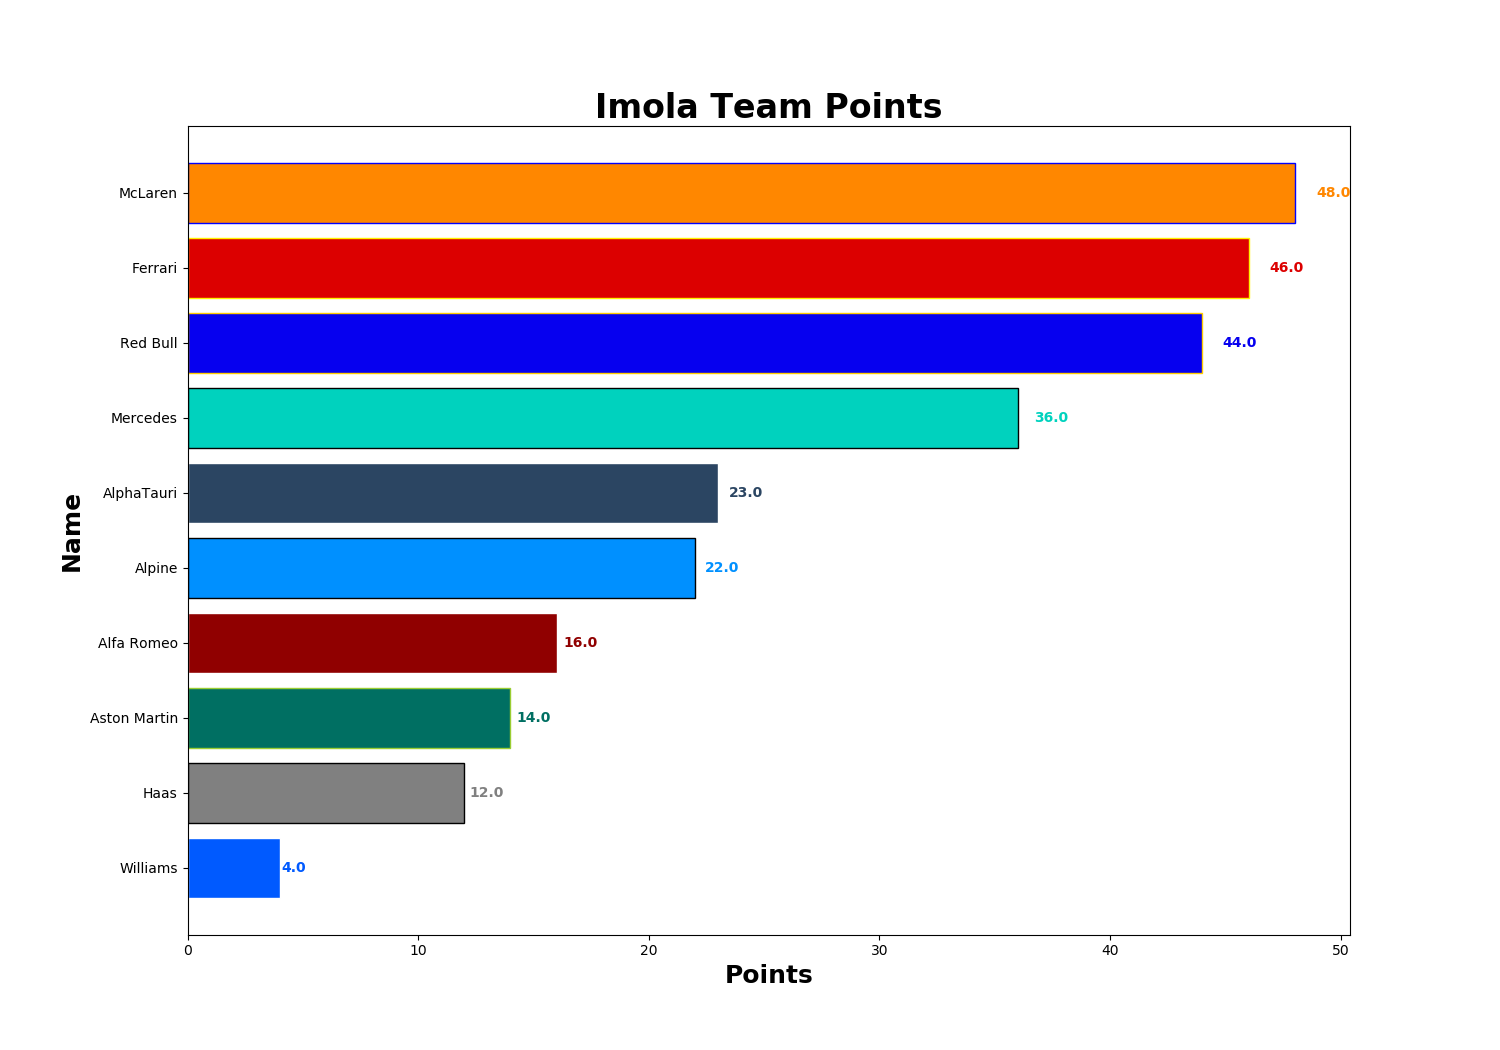 Imola Team Points
McLaren 48.0
Ferrari 46.0
Red Bull 44.0
Mercedes 36.0
AlphaTauri 23.0
Alpine 22.0
Alfa Romeo 16.0
Aston Martin 14.0
Haas 12.0
Williams 4.0
Name
0 10 20 30 40 50
Points